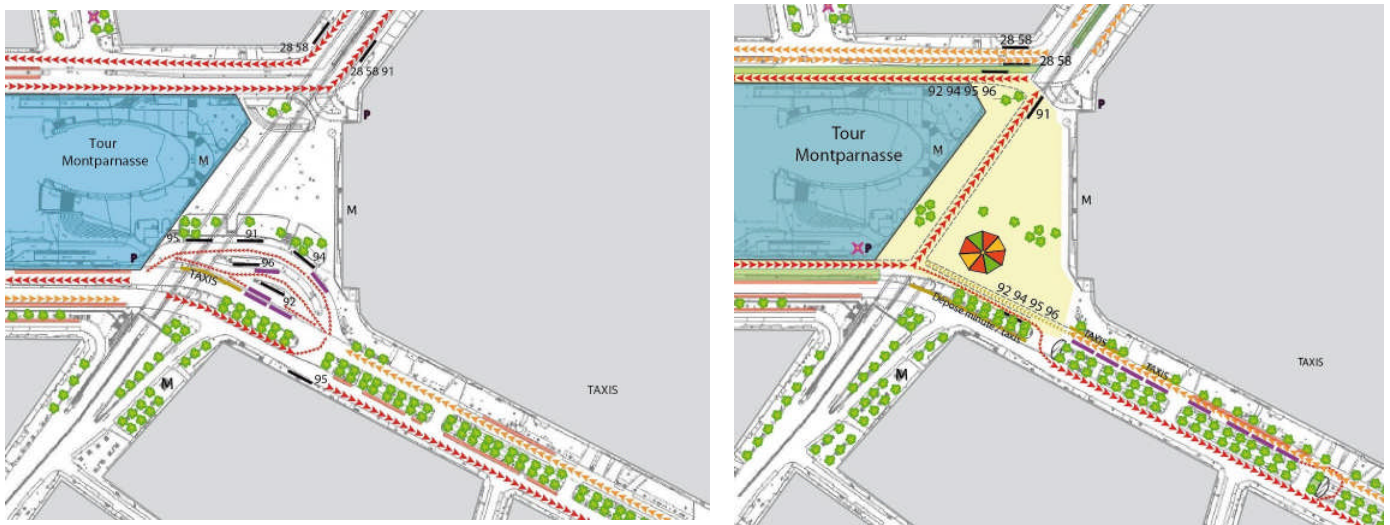 28 58
28 58 91
P
Tour
Montparnasse
M
M
95
91
94
P
96
TAXIS
92
M
95
TAXIS
28 58
28 58
92 94 95 96
91
P
Tour
Montparnasse
M
M
P
92 94 95 96
Dépose minute / taxis
TAXIS
TAXIS
TAXIS
TAXIS
M